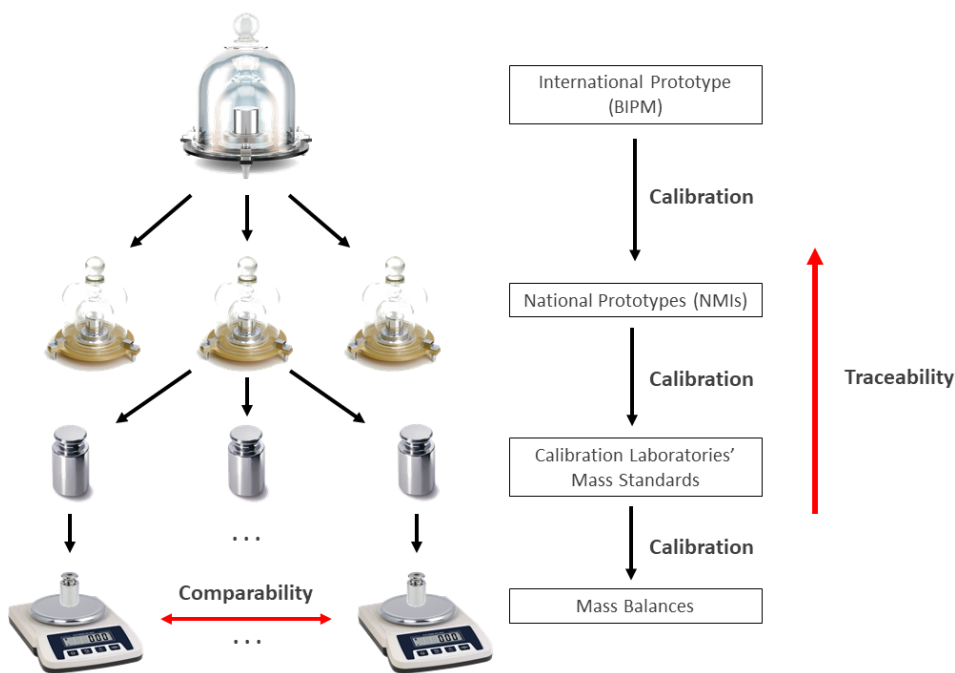 International Prototype
(BIPM)
Calibration
National Prototypes (NMIs)
Calibration
Traceability
Calibration Laboratories’
Mass Standards
...
Calibration
Comparability
Mass Balances
...